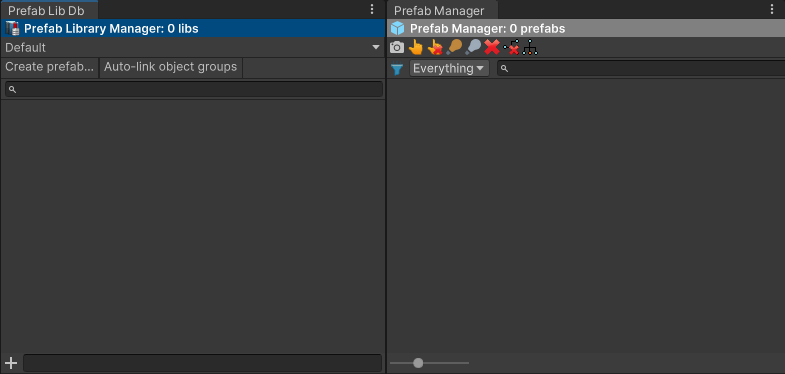 Prefab Lib Db
Prefab Library Manager: 0 libs
Default
Create prefab...
Auto-link object groups
Prefab Manager
Prefab Manager: 0 prefabs
Everything